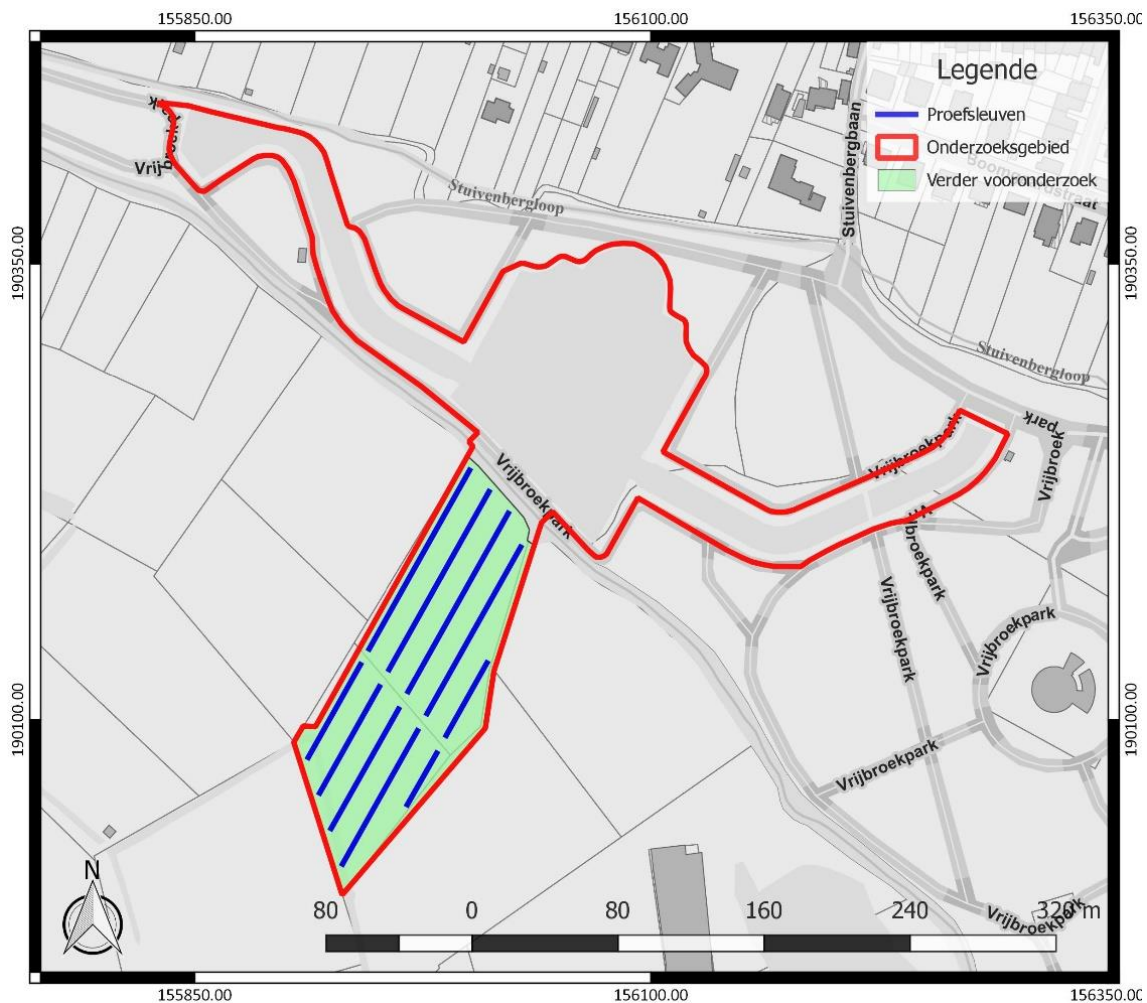 155850.00
156100.00
156350.00
Legende
Proefsleuven
Onderzoeksgebied
Verder vooronderzoek
Stuivenbergbaan
Vrijbroek
Stuivenbergloop
190350.00
190350.00
Stuivenbergloop
Vrijbroekpark
park
Vrijbroek
Vrijbroekpark
Vrijbroekpark
Vrijbroekpark
Vrijbroekpark
190100.00
190100.00
Vrijbroekpark
N
80
0
80
160
240
320 m
Vrijbroekpark
155850.00
156100.00
156350.00